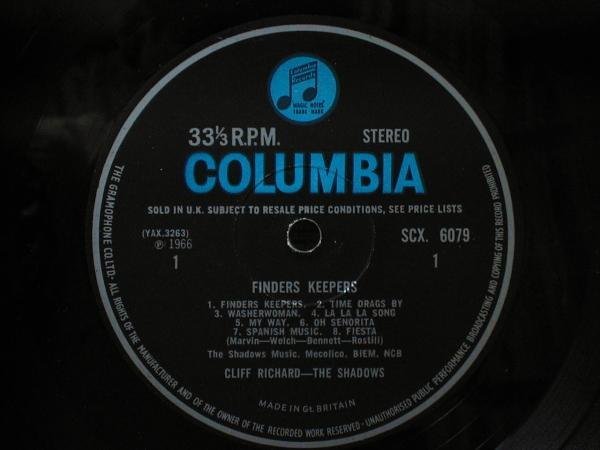 Columbia
Records
MAGIC NOTES
TRADE · MARK
33⅓ R.P.M. STEREO
COLUMBIA
SOLD IN U.K. SUBJECT TO RESALE PRICE CONDITIONS, SEE PRICE LISTS
(YAX.3263) SCX. 6079
℗ 1966
1 1
FINDERS KEEPERS
1. FINDERS KEEPERS. 2. TIME DRAGS BY
3. WASHERWOMAN. 4. LA LA LA SONG
5. MY WAY. 6. OH SENORITA
7. SPANISH MUSIC. 8. FIESTA
(Marvin—Welch—Bennett—Rostill)
The Shadows Music. Mecolico. BIEM. NCB
CLIFF RICHARD—THE SHADOWS
MADE IN Gt. BRITAIN
THE GRAMOPHONE CO. LTD· ALL RIGHTS OF THE MANUFACTURER AND OF THE OWNER OF THE RECORDED WORK RESERVED · UNAUTHORISED PUBLIC PERFORMANCE BROADCASTING AND COPYING OF THIS RECORD PROHIBITED